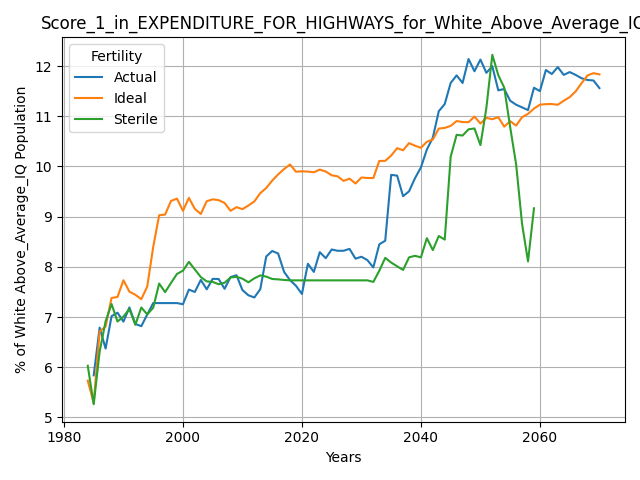 Score_1_in_EXPENDITURE_FOR_HIGHWAYS_for_White_Above_Average_IQ
Fertility
Actual
Ideal
Sterile
% of White Above_Average_IQ Population
12
11
10
9
8
7
6
5
1980 2000 2020 2040 2060
Years